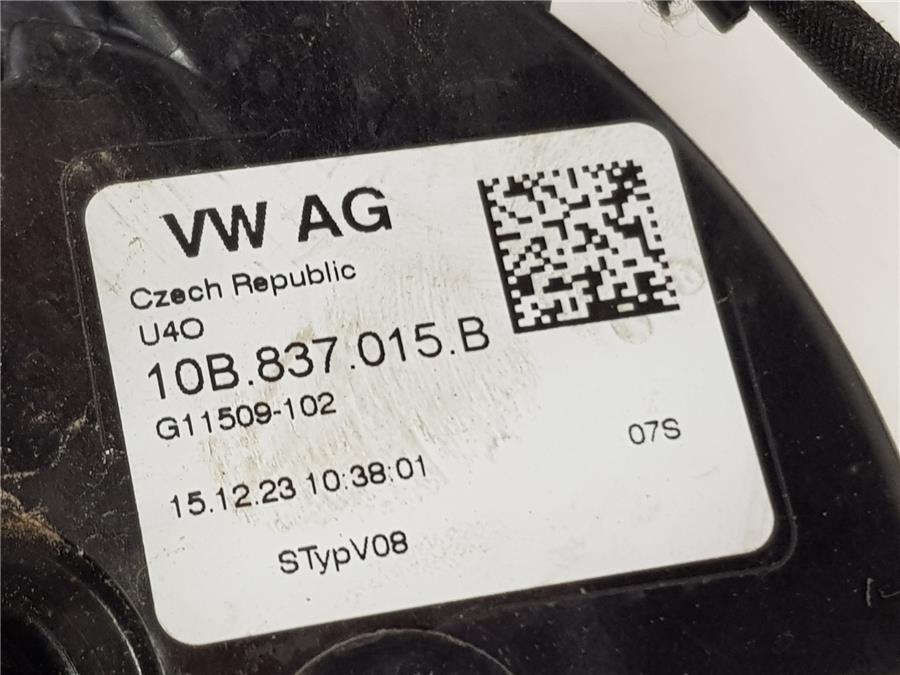 VW AG
Czech Republic
U4O
10B.837.015.B
G11509-102
07S
15.12.23 10:38:01
STypV08